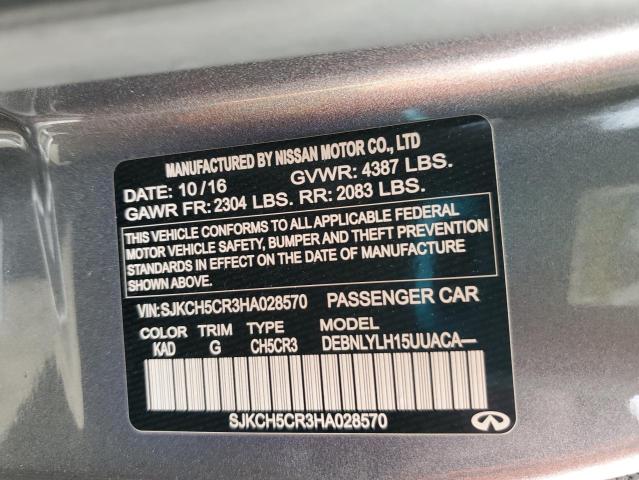 MANUFACTURED BY NISSAN MOTOR CO., LTD
DATE: 10/16 GVWR: 4387 LBS.
GAWR FR: 2304 LBS. RR: 2083 LBS.
THIS VEHICLE CONFORMS TO ALL APPLICABLE FEDERAL
MOTOR VEHICLE SAFETY, BUMPER AND THEFT PREVENTION
STANDARDS IN EFFECT ON THE DATE OF MANUFACTURE
SHOWN ABOVE.
VIN: SJKCH5CR3HA028570 PASSENGER CAR
COLOR TRIM TYPE MODEL
KAD G CH5CR3 DEBNLYLH15UUACA—
SJKCH5CR3HA028570